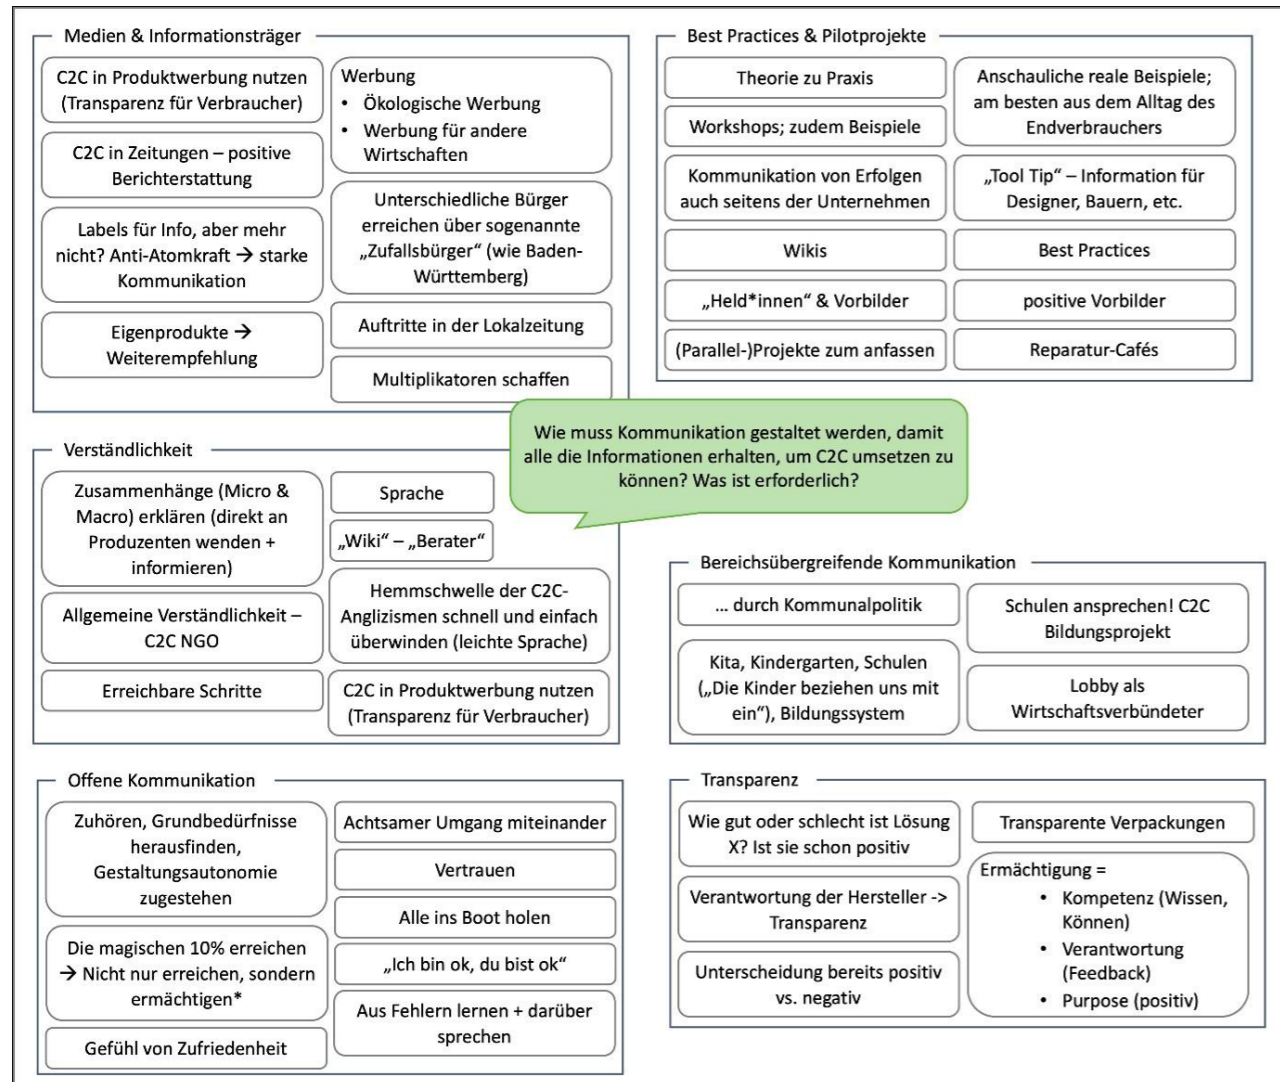 Medien & Informationsträger
C2C in Produktwerbung nutzen
(Transparenz für Verbraucher)
C2C in Zeitungen – positive
Berichterstattung
Labels für Info, aber mehr
nicht? Anti-Atomkraft → starke
Kommunikation
Eigenprodukte →
Weiterempfehlung
Werbung
• Ökologische Werbung
• Werbung für andere
Wirtschaften
Unterschiedliche Bürger
erreichen über sogenannte
„Zufallsbürger“ (wie Baden-
Württemberg)
Auftritte in der Lokalzeitung
Multiplikatoren schaffen
Best Practices & Pilotprojekte
Theorie zu Praxis
Workshops; zudem Beispiele
Kommunikation von Erfolgen
auch seitens der Unternehmen
Wikis
„Held*innen“ & Vorbilder
(Parallel-)Projekte zum anfassen
Anschauliche reale Beispiele;
am besten aus dem Alltag des
Endverbrauchers
„Tool Tip“ – Information für
Designer, Bauern, etc.
Best Practices
positive Vorbilder
Reparatur-Cafés
Wie muss Kommunikation gestaltet werden, damit
alle die Informationen erhalten, um C2C umsetzen zu
können? Was ist erforderlich?
Verständlichkeit
Zusammenhänge (Micro &
Macro) erklären (direkt an
Produzenten wenden +
informieren)
Allgemeine Verständlichkeit –
C2C NGO
Erreichbare Schritte
Sprache
„Wiki“ – „Berater“
Hemmschwelle der C2C-
Anglizismen schnell und einfach
überwinden (leichte Sprache)
C2C in Produktwerbung nutzen
(Transparenz für Verbraucher)
Bereichsübergreifende Kommunikation
... durch Kommunalpolitik
Kita, Kindergarten, Schulen
(„Die Kinder beziehen uns mit
ein“), Bildungssystem
Schulen ansprechen! C2C
Bildungsprojekt
Lobby als
Wirtschaftsverbündeter
Offene Kommunikation
Zuhören, Grundbedürfnisse
herausfinden,
Gestaltungsautonomie
zugestehen
Die magischen 10% erreichen
→ Nicht nur erreichen, sondern
ermächtigen*
Gefühl von Zufriedenheit
Achtsamer Umgang miteinander
Vertrauen
Alle ins Boot holen
„Ich bin ok, du bist ok“
Aus Fehlern lernen + darüber
sprechen
Transparenz
Wie gut oder schlecht ist Lösung
X? Ist sie schon positiv
Verantwortung der Hersteller ->
Transparenz
Unterscheidung bereits positiv
vs. negativ
Transparente Verpackungen
Ermächtigung =
• Kompetenz (Wissen,
Können)
• Verantwortung
(Feedback)
• Purpose (positiv)